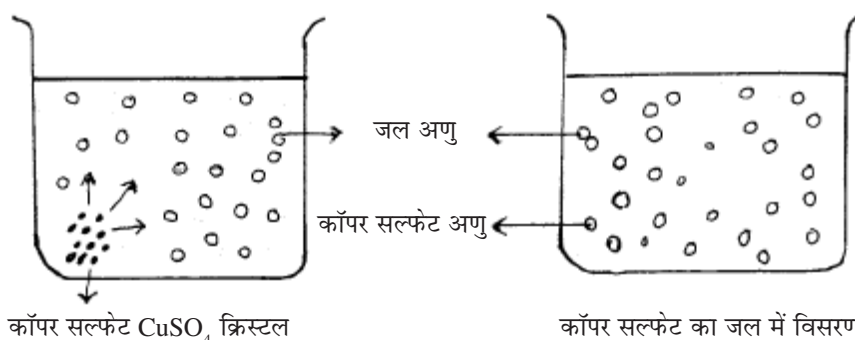 जल अणु
कॉपर सल्फेट अणु
कॉपर सल्फेट CuSO₄ क्रिस्टल
कॉपर सल्फेट का जल में विसरण